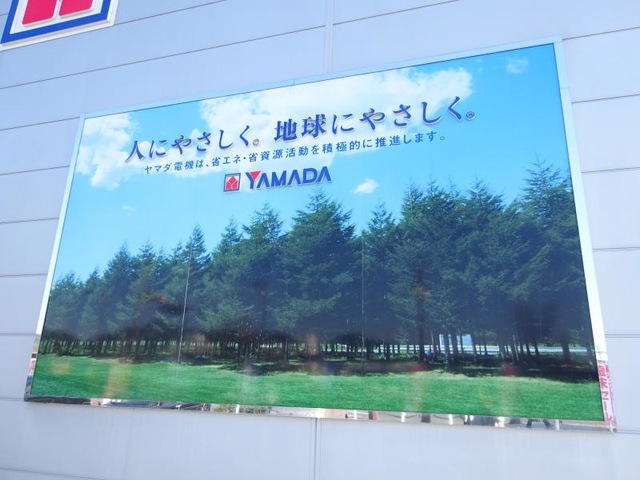 人にやさしく。地球にやさしく。
ヤマダ電機は、省エネ・省資源活動を積極的に推進します。
YAMADA